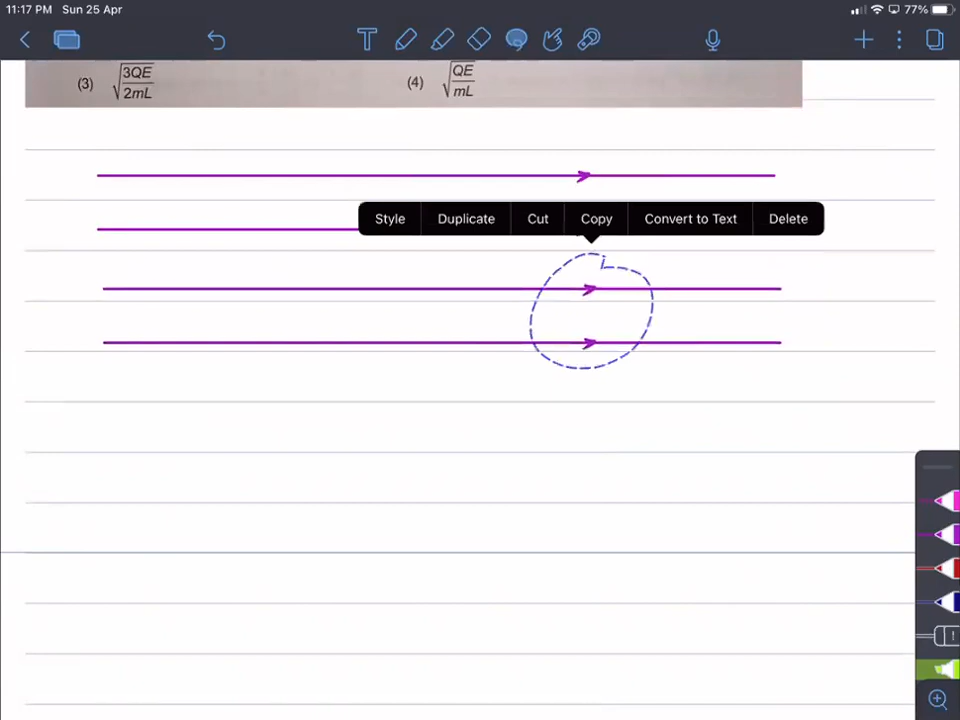 11:17 PM Sun 25 Apr 77%
T
(3) √(3QE/2mL) (4) √(QE/mL)
Style Duplicate Cut Copy Convert to Text Delete